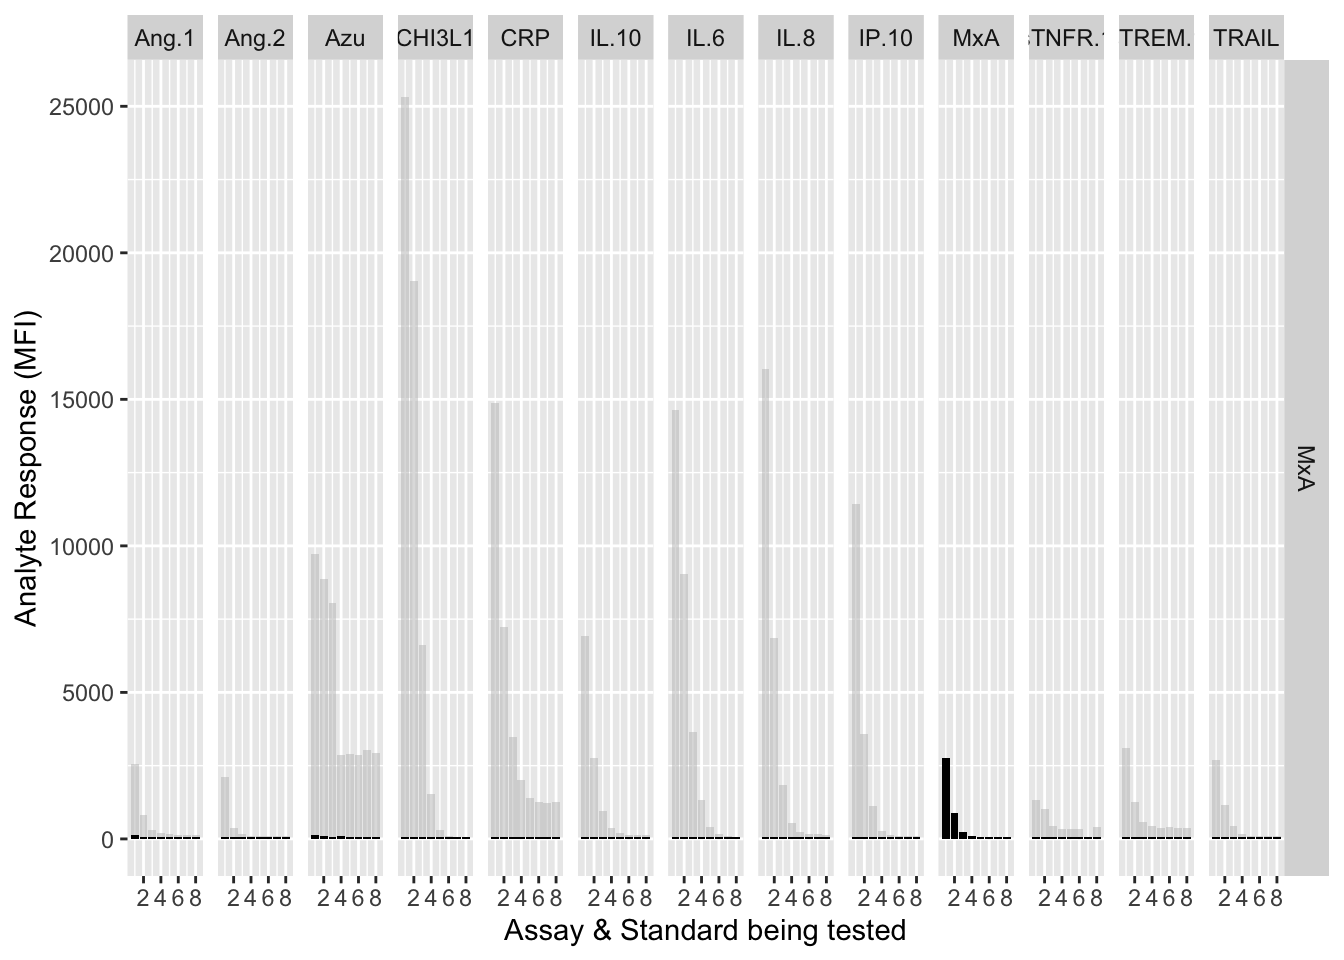 Ang.1 Ang.2 Azu CHI3L1 CRP IL.10 IL.6 IL.8 IP.10 MxA sTNFR.1 TREM. TRAIL
25000
20000
15000
10000
5000
0
Analyte Response (MFI)
MxA
2 4 6 8 2 4 6 8 2 4 6 8 2 4 6 8 2 4 6 8 2 4 6 8 2 4 6 8 2 4 6 8 2 4 6 8 2 4 6 8 2 4 6 8 2 4 6 8 2 4 6 8
Assay & Standard being tested